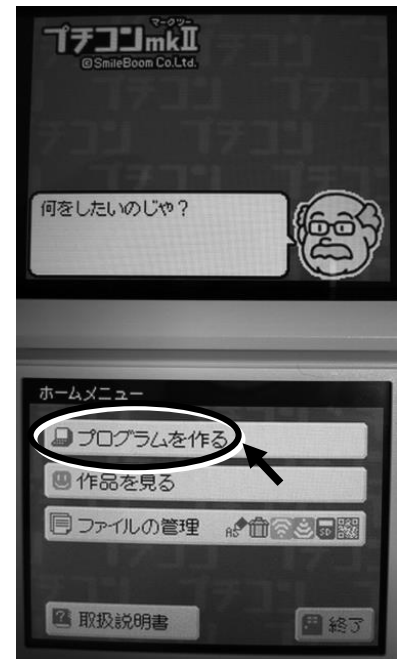 マークツー
プチコンmkII
©SmileBoom Co.Ltd.
何をしたいのじゃ？
ホームメニュー
プログラムを作る
作品を見る
ファイルの管理
取扱説明書
終了